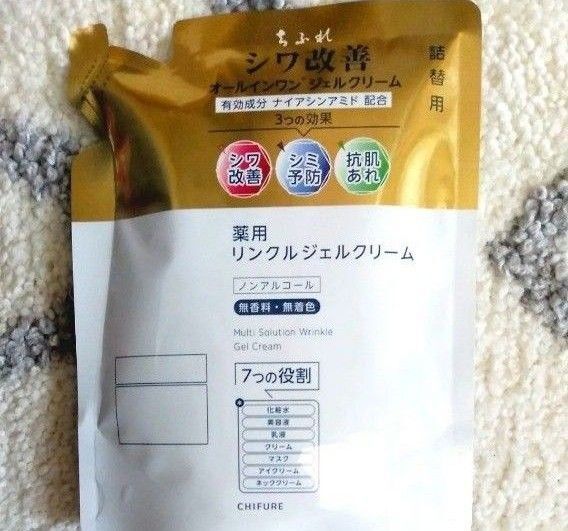 ちふれ
シワ改善
オールインワン*ジェルクリーム
有効成分 ナイアシンアミド 配合
3つの効果
シワ
改善
シミ
予防
抗肌
あれ
詰替用
薬用
リンクルジェルクリーム
ノンアルコール
無香料・無着色
Multi Solution Wrinkle
Gel Cream
7つの役割
*
化粧水
美容液
乳液
クリーム
マスク
アイクリーム
ネッククリーム
CHIFURE